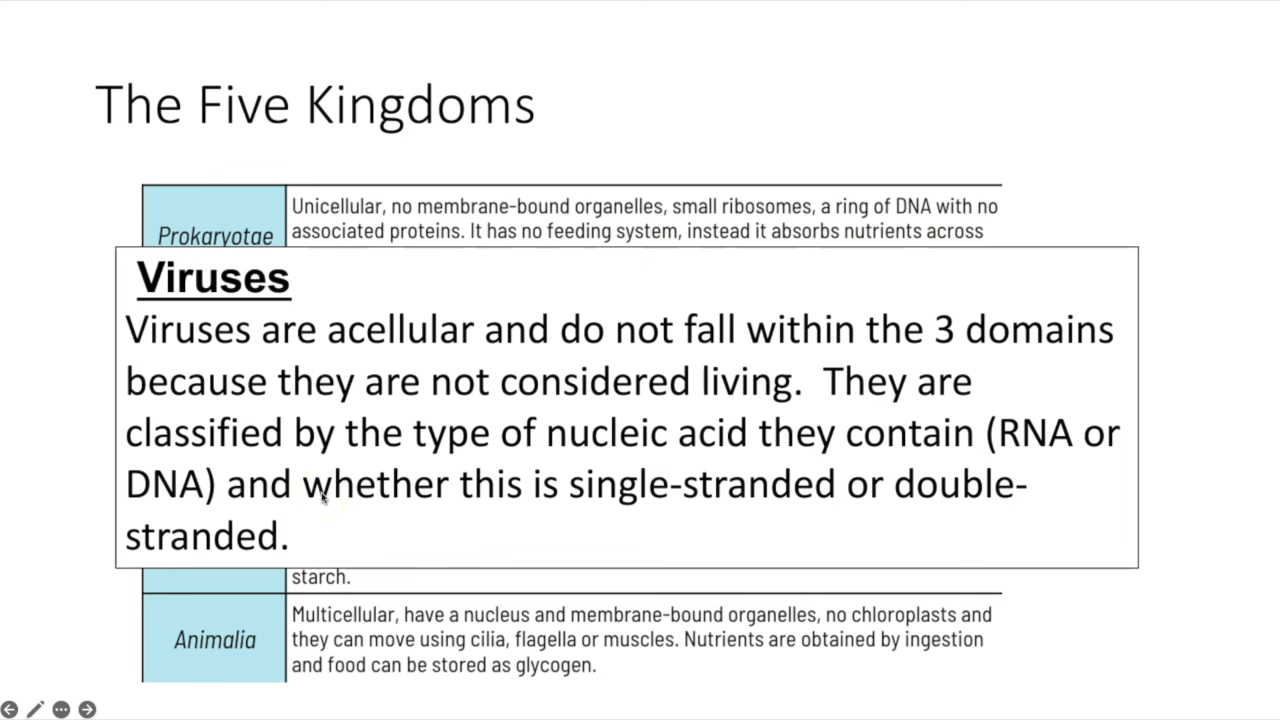 The Five Kingdoms
Prokaryotae
Unicellular, no membrane-bound organelles, small ribosomes, a ring of DNA with no
associated proteins. It has no feeding system, instead it absorbs nutrients across
Viruses
Viruses are acellular and do not fall within the 3 domains
because they are not considered living.  They are
classified by the type of nucleic acid they contain (RNA or
DNA) and whether this is single-stranded or double-
stranded.
starch.
Animalia
Multicellular, have a nucleus and membrane-bound organelles, no chloroplasts and
they can move using cilia, flagella or muscles. Nutrients are obtained by ingestion
and food can be stored as glycogen.